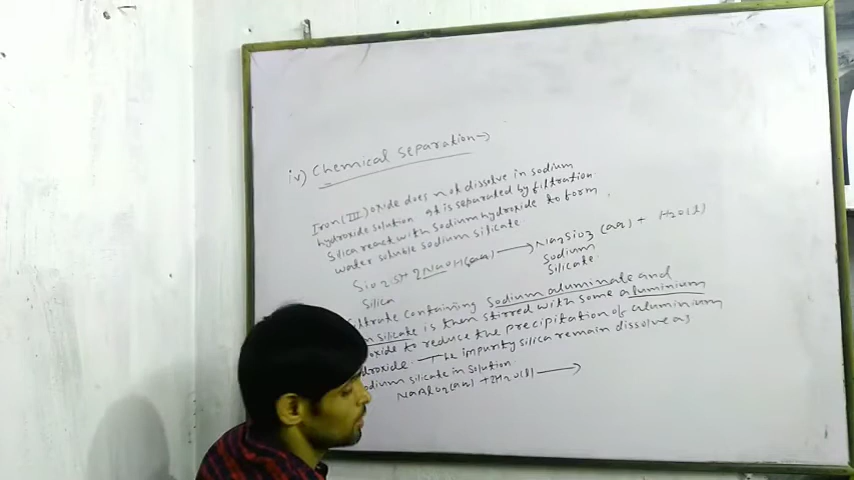 iv) Chemical Separation →
Iron (III) oxide does not dissolve in sodium
hydroxide solution it is separated by filtration
Silica react with Sodium hydroxide to form
water soluble sodium silicate.
SiO2 + 2NaOH(aq) ⟶ Na2SiO3 (aq) + H2O(l)
Silica Sodium
Silicate
filtrate containing Sodium aluminate and
silicate is then stirred with some aluminium
oxide to reduce the precipitation of aluminium
droxide. The impurity silica remain dissolve as
odium silicate in solution
NaAlO2(aq) + 2H2O(l) ⟶